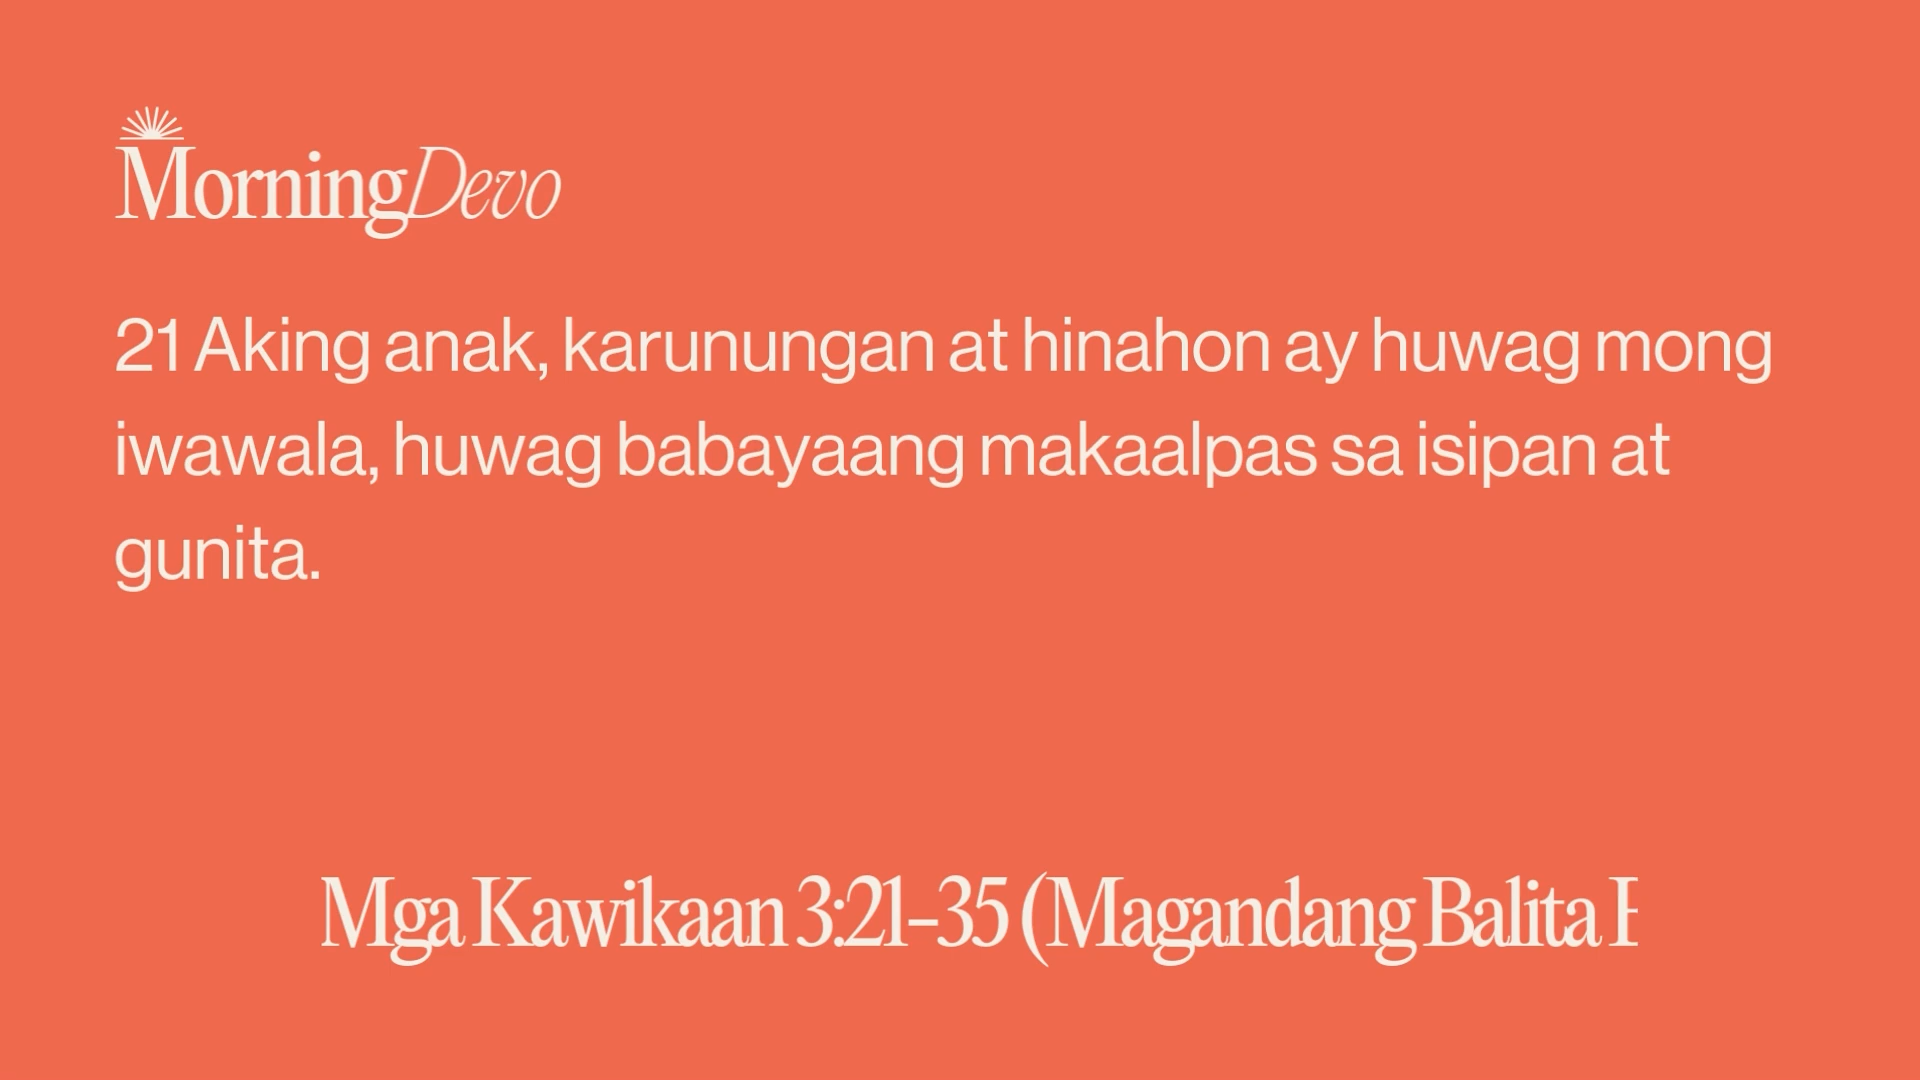 MorningDevo
21 Aking anak, karunungan at hinahon ay huwag mong
iwawala, huwag babayaang makaalpas sa isipan at
gunita.
Mga Kawikaan 3:21-35 (Magandang Balita